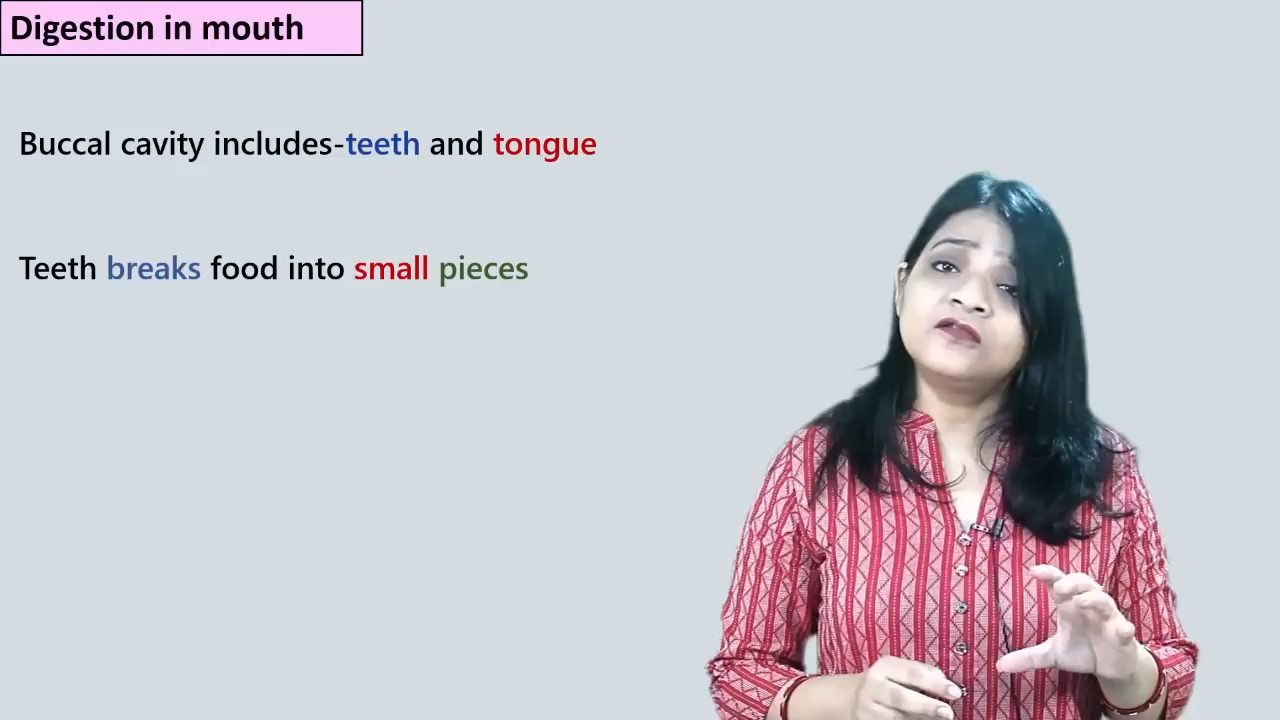 Digestion in mouth
Buccal cavity includes-teeth and tongue
Teeth breaks food into small pieces